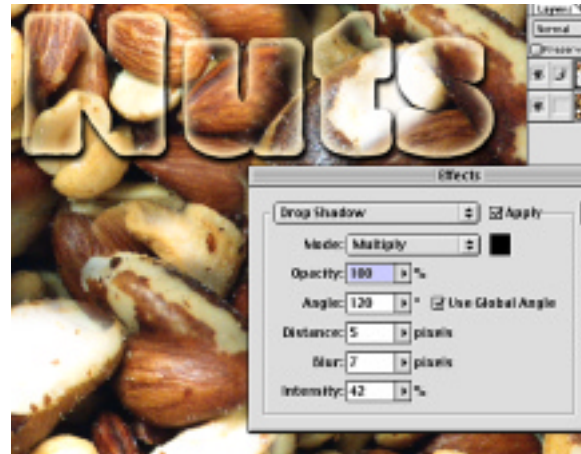 Nuts
Layers
Normal
Effects
Drop Shadow
Apply
Mode: Multiply
Opacity: 100 %
Angle: 120 ° Use Global Angle
Distance: 5 pixels
Blur: 7 pixels
Intensity: 42 %